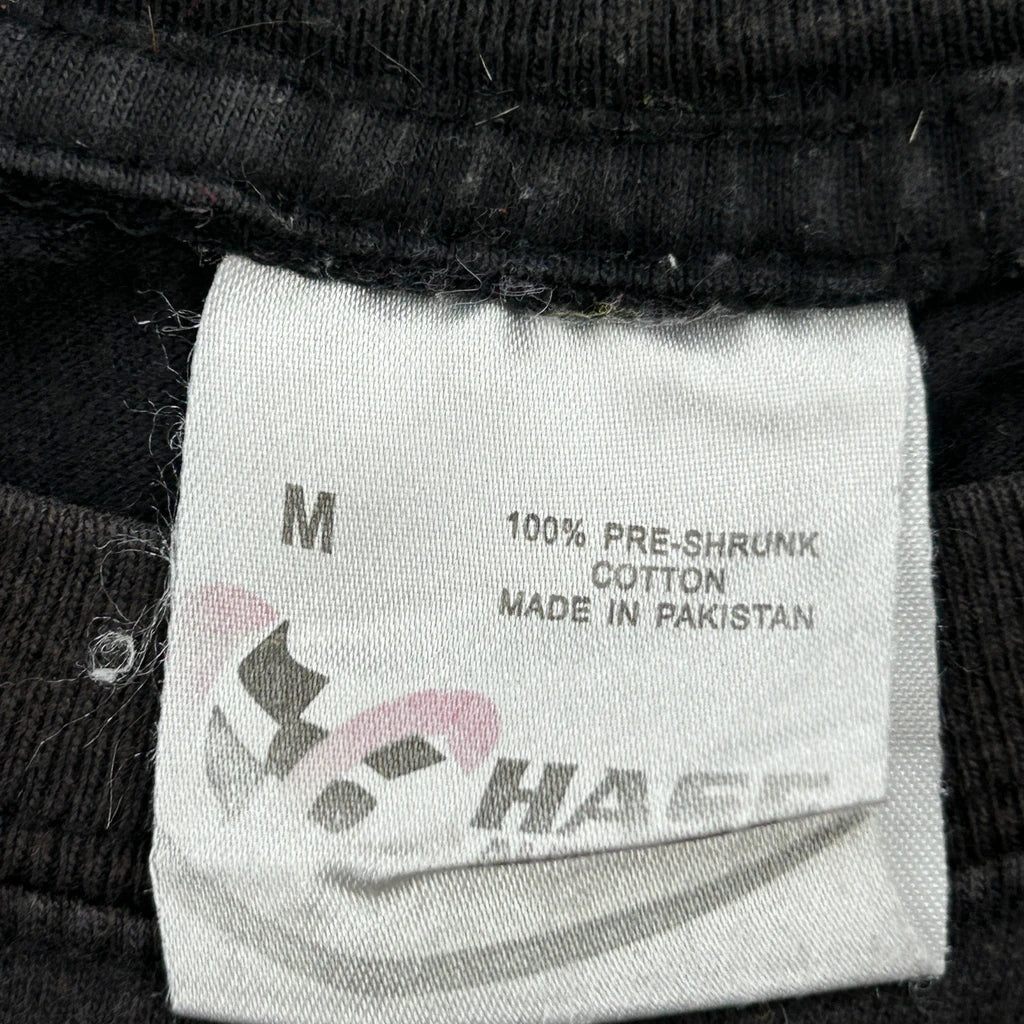 M
100% PRE-SHRUNK
COTTON
MADE IN PAKISTAN